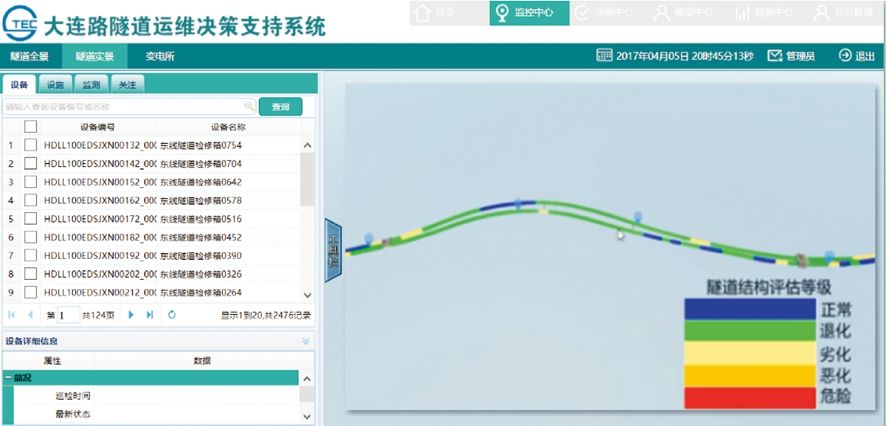 TEC 大连路隧道运维决策支持系统
首页 监控中心 决策中心 模型中心 数据中心 后台管理
隧道全景 隧道实景 变电所 2017年04月05日 20时45分13秒 管理员 退出
设备 设施 监测 关注
请输入查询设备编号或名称 查询
设备编号 设备名称
1 HDLL100EDSJXN00132_000 东线隧道检修箱0754
2 HDLL100EDSJXN00142_000 东线隧道检修箱0704
3 HDLL100EDSJXN00152_000 东线隧道检修箱0642
4 HDLL100EDSJXN00162_000 东线隧道检修箱0578
5 HDLL100EDSJXN00172_000 东线隧道检修箱0516
6 HDLL100EDSJXN00182_000 东线隧道检修箱0452
7 HDLL100EDSJXN00192_000 东线隧道检修箱0390
8 HDLL100EDSJXN00202_000 东线隧道检修箱0326
9 HDLL100EDSJXN00212_000 东线隧道检修箱0264
第 1 共124页 显示1到20,共2476记录
设备详细信息
属性 数据
简况
巡检时间
最新状态
工具栏
隧道结构评估等级
正常
退化
劣化
恶化
危险